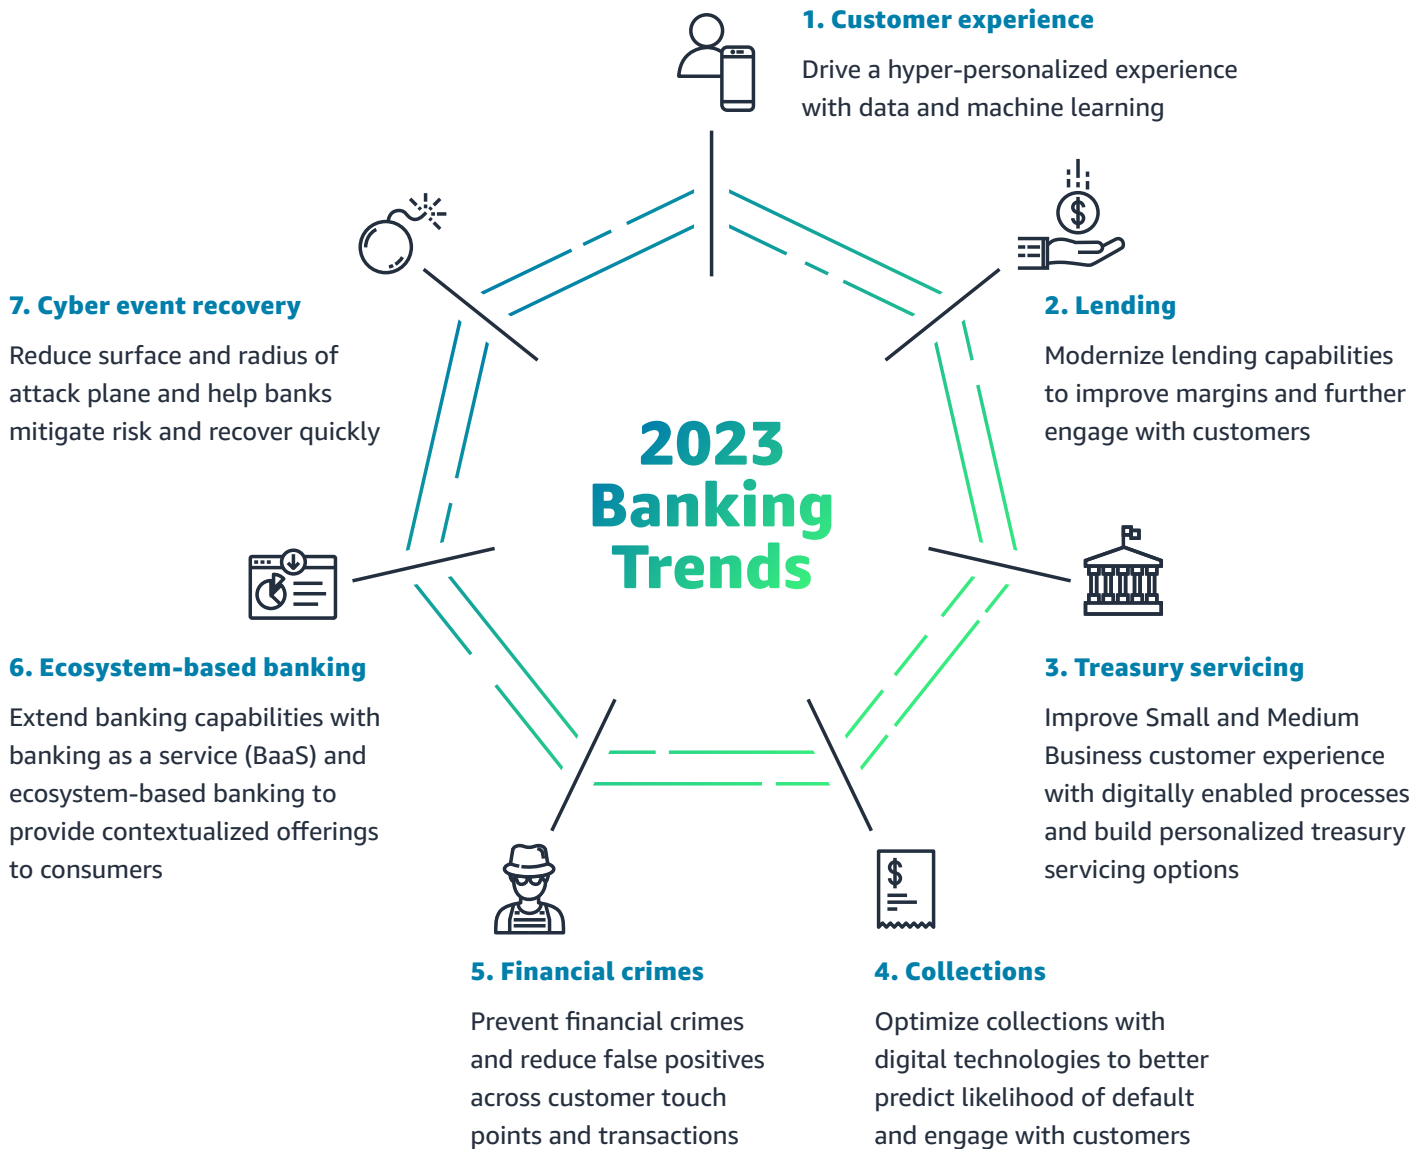 1. Customer experience
Drive a hyper-personalized experience
with data and machine learning
2. Lending
Modernize lending capabilities
to improve margins and further
engage with customers
3. Treasury servicing
Improve Small and Medium
Business customer experience
with digitally enabled processes
and build personalized treasury
servicing options
4. Collections
Optimize collections with
digital technologies to better
predict likelihood of default
and engage with customers
5. Financial crimes
Prevent financial crimes
and reduce false positives
across customer touch
points and transactions
6. Ecosystem-based banking
Extend banking capabilities with
banking as a service (BaaS) and
ecosystem-based banking to
provide contextualized offerings
to consumers
7. Cyber event recovery
Reduce surface and radius of
attack plane and help banks
mitigate risk and recover quickly
2023
Banking
Trends
$
$